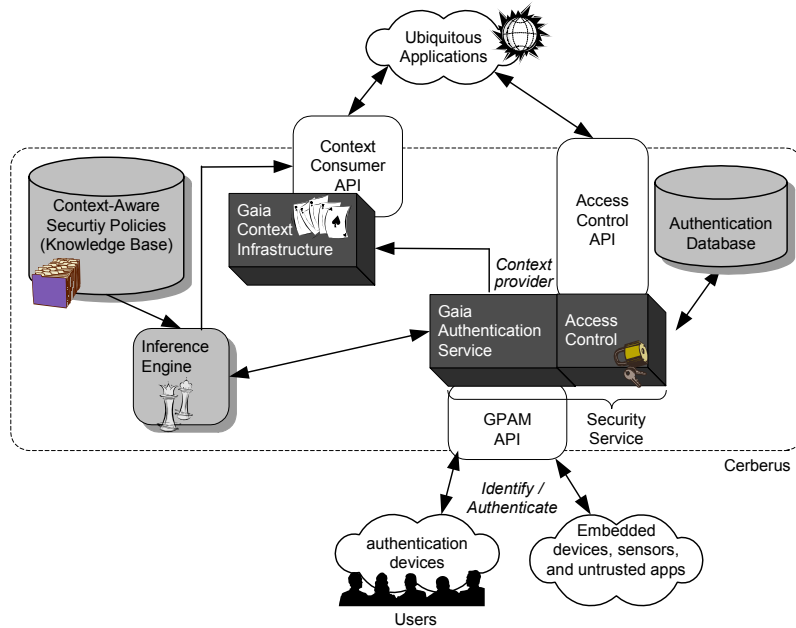 Ubiquitous
Applications
Context
Consumer
API
Context-Aware
Securtiy Policies
(Knowledge Base)
Gaia
Context
Infrastructure
Access
Control
API
Authentication
Database
Context
provider
Gaia
Authentication
Service
Access
Control
Inference
Engine
GPAM
API
Security
Service
Cerberus
Identify /
Authenticate
authentication
devices
Embedded
devices, sensors,
and untrusted apps
Users